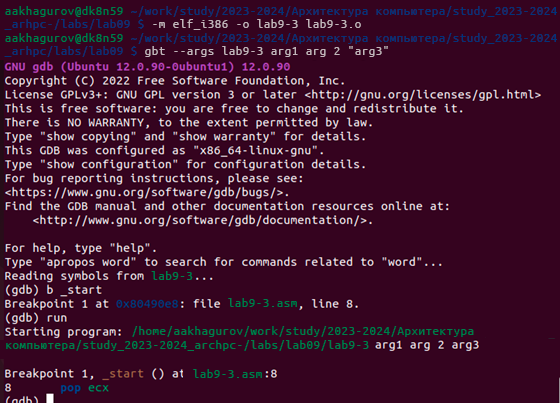 aakhagurov@dk8n59 ~/work/study/2023-2024/Архитектура компьютера/study_2023-2024
_arhpc-/labs/lab09 $ -m elf_i386 -o lab9-3 lab9-3.o
aakhagurov@dk8n59 ~/work/study/2023-2024/Архитектура компьютера/study_2023-2024
_arhpc-/labs/lab09 $ gbt --args lab9-3 arg1 arg 2 "arg3"
GNU gdb (Ubuntu 12.0.90-0ubuntu1) 12.0.90
Copyright (C) 2022 Free Software Foundation, Inc.
License GPLv3+: GNU GPL version 3 or later <http://gnu.org/licenses/gpl.html>
This is free software: you are free to change and redistribute it.
There is NO WARRANTY, to the extent permitted by law.
Type "show copying" and "show warranty" for details.
This GDB was configured as "x86_64-linux-gnu".
Type "show configuration" for configuration details.
For bug reporting instructions, please see:
<https://www.gnu.org/software/gdb/bugs/>.
Find the GDB manual and other documentation resources online at:
<http://www.gnu.org/software/gdb/documentation/>.
For help, type "help".
Type "apropos word" to search for commands related to "word"...
Reading symbols from lab9-3...
(gdb) b _start
Breakpoint 1 at 0x80490e8: file lab9-3.asm, line 8.
(gdb) run
Starting program: /home/aakhagurov/work/study/2023-2024/Архитектура
компьютера/study_2023-2024_archpc-/labs/lab09/lab9-3 arg1 arg 2 arg3
Breakpoint 1, _start () at lab9-3.asm:8
8 pop ecx
(gdb)